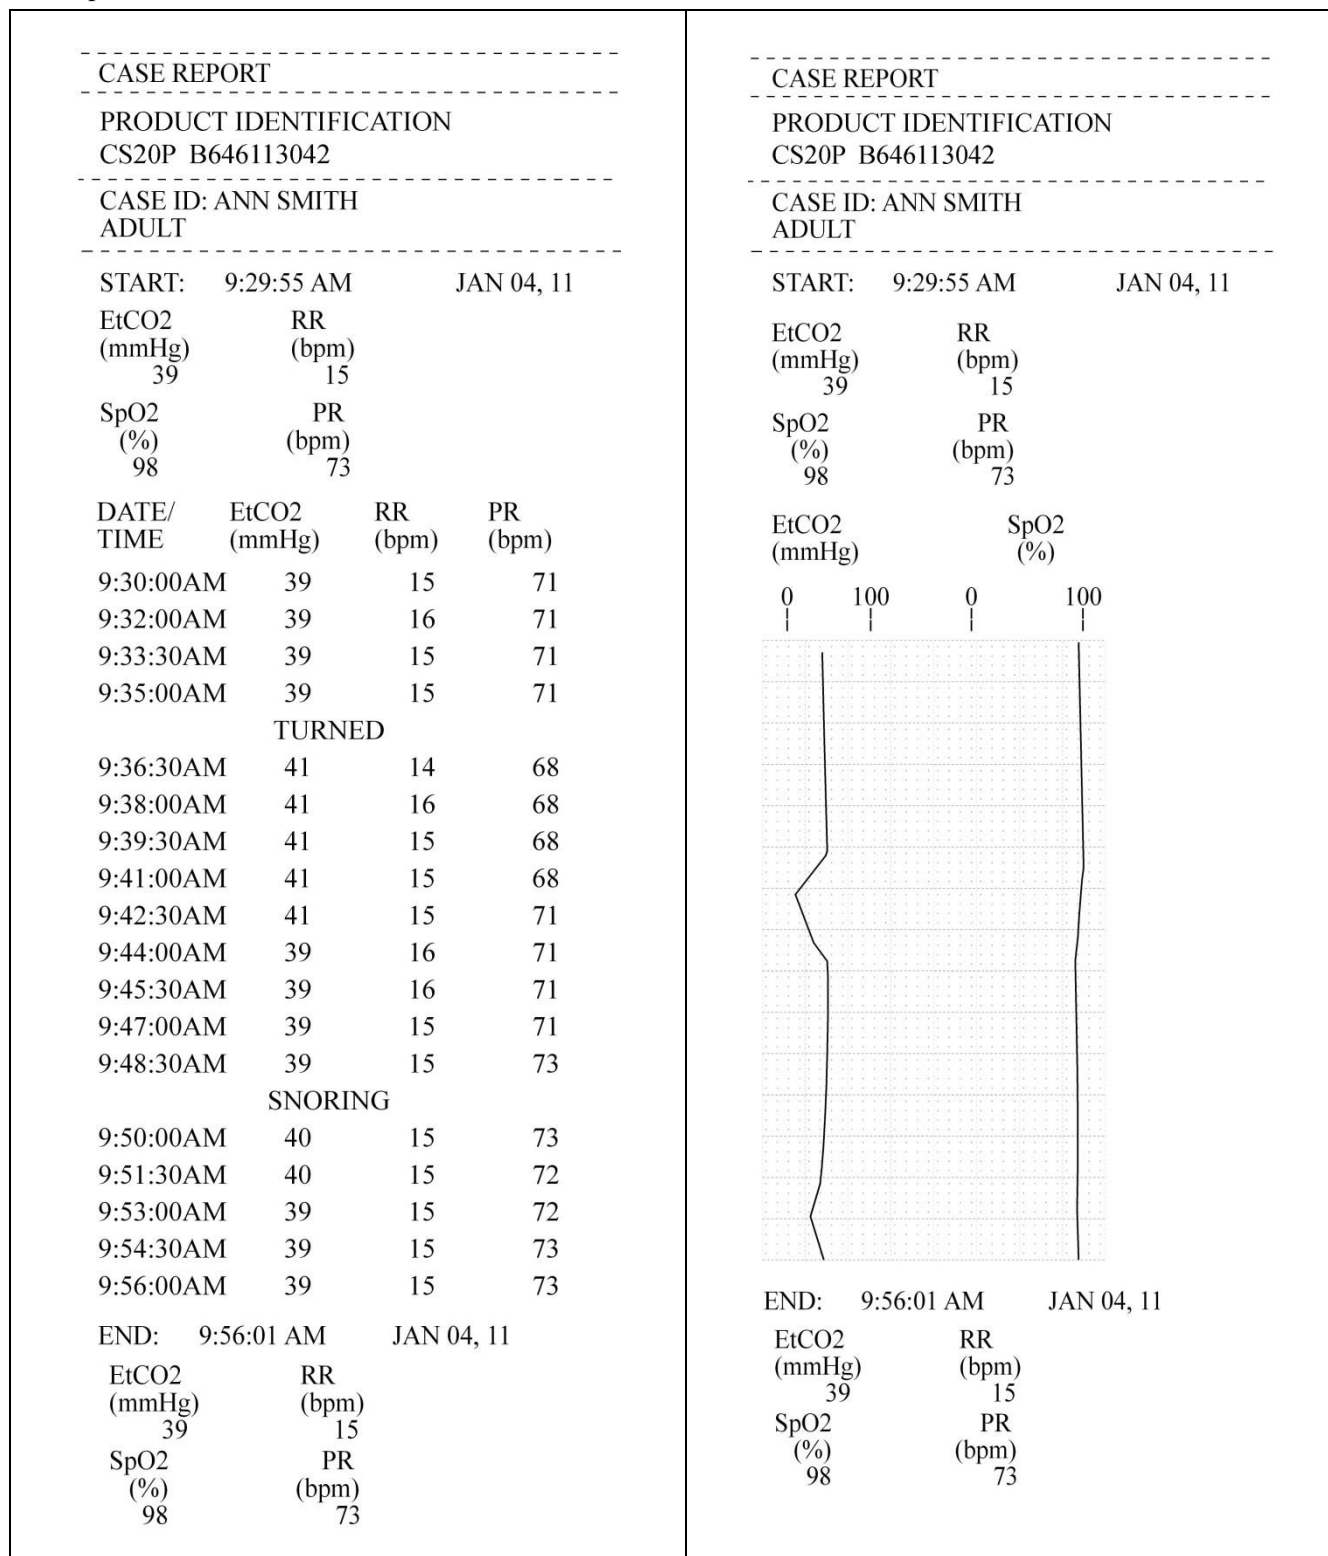 CASE REPORT
PRODUCT IDENTIFICATION
CS20P B646113042
CASE ID: ANN SMITH
ADULT
START: 9:29:55 AM JAN 04, 11
EtCO2 RR
(mmHg) (bpm)
39 15
SpO2 PR
(%) (bpm)
98 73
DATE/ EtCO2 RR PR
TIME (mmHg) (bpm) (bpm)
9:30:00AM 39 15 71
9:32:00AM 39 16 71
9:33:30AM 39 15 71
9:35:00AM 39 15 71
TURNED
9:36:30AM 41 14 68
9:38:00AM 41 16 68
9:39:30AM 41 15 68
9:41:00AM 41 15 68
9:42:30AM 41 15 71
9:44:00AM 39 16 71
9:45:30AM 39 16 71
9:47:00AM 39 15 71
9:48:30AM 39 15 73
SNORING
9:50:00AM 40 15 73
9:51:30AM 40 15 72
9:53:00AM 39 15 72
9:54:30AM 39 15 73
9:56:00AM 39 15 73
END: 9:56:01 AM JAN 04, 11
EtCO2 RR
(mmHg) (bpm)
39 15
SpO2 PR
(%) (bpm)
98 73
CASE REPORT
PRODUCT IDENTIFICATION
CS20P B646113042
CASE ID: ANN SMITH
ADULT
START: 9:29:55 AM JAN 04, 11
EtCO2 RR
(mmHg) (bpm)
39 15
SpO2 PR
(%) (bpm)
98 73
EtCO2 SpO2
(mmHg) (%)
0 100 0 100
END: 9:56:01 AM JAN 04, 11
EtCO2 RR
(mmHg) (bpm)
39 15
SpO2 PR
(%) (bpm)
98 73